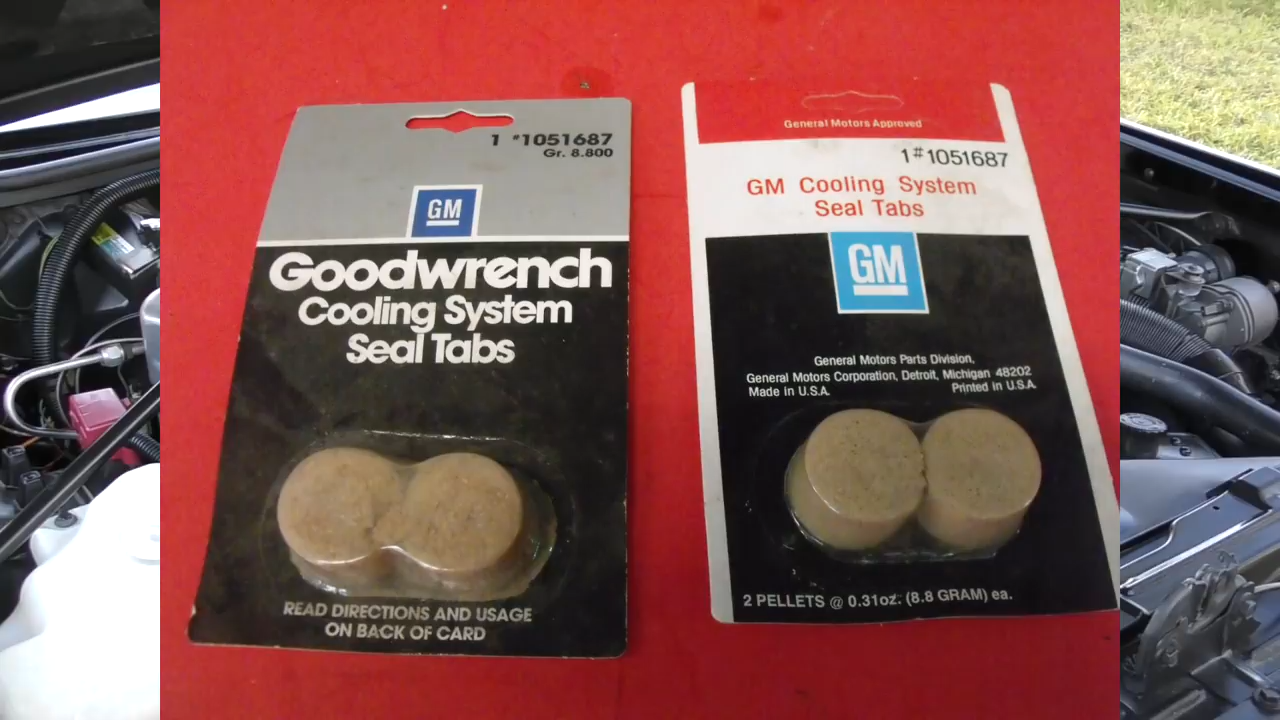 1 #1051687
Gr. 8.800
GM
Goodwrench
Cooling System
Seal Tabs
READ DIRECTIONS AND USAGE
ON BACK OF CARD
General Motors Approved
1#1051687
GM Cooling System
Seal Tabs
GM
General Motors Parts Division,
General Motors Corporation, Detroit, Michigan 48202
Made in U.S.A. Printed in U.S.A.
2 PELLETS @ 0.31oz. (8.8 GRAM) ea.